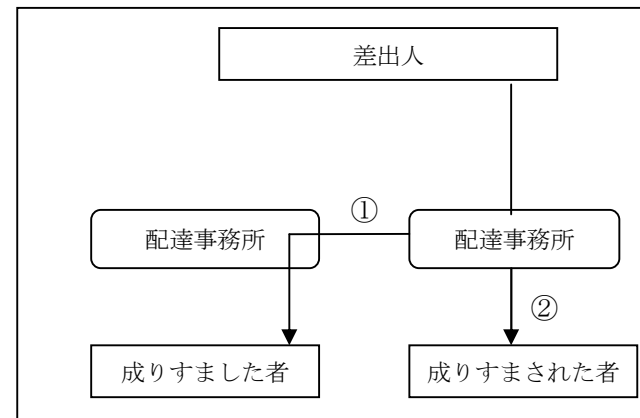 差出人
①
配達事務所
配達事務所
②
成りすました者
成りすまされた者